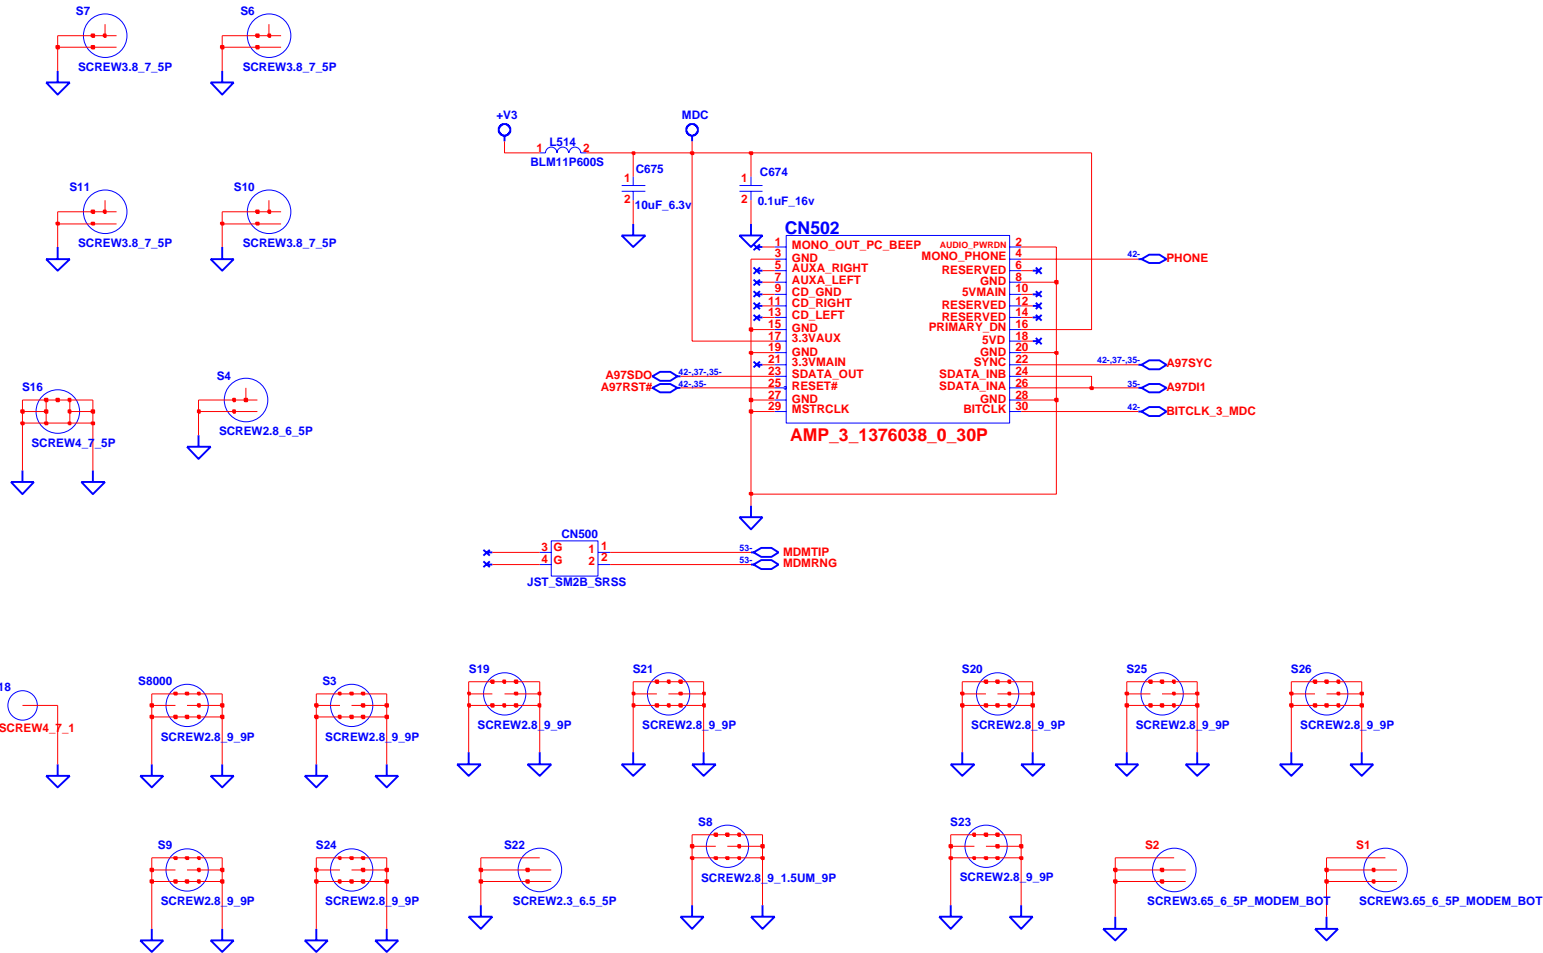 S7
SCREW3.8_7_5P
S6
SCREW3.8_7_5P
S11
SCREW3.8_7_5P
S10
SCREW3.8_7_5P
S16
SCREW4_7_5P
S4
SCREW2.8_6_5P
+V3
MDC
1 L514 2
BLM11P600S
C675
1
2
10uF_6.3v
C674
1
2
0.1uF_16v
CN502
1 MONO_OUT_PC_BEEP AUDIO_PWRDN 2
3 GND MONO_PHONE 4 42- PHONE
5 AUXA_RIGHT RESERVED 6
7 AUXA_LEFT GND 8
9 CD_GND 5VMAIN 10
11 CD_RIGHT RESERVED 12
13 CD_LEFT RESERVED 14
15 GND PRIMARY_DN 16
17 3.3VAUX 5VD 18
19 GND GND 20
21 3.3VMAIN SYNC 22 42-,37-,35- A97SYC
A97SDO 42-,37-,35- 23 SDATA_OUT SDATA_INB 24
A97RST# 42-,35- 25 RESET# SDATA_INA 26 35- A97DI1
27 GND GND 28
29 MSTRCLK BITCLK 30 42- BITCLK_3_MDC
AMP_3_1376038_0_30P
CN500
3 G 1 1 53- MDMTIP
4 G 2 2 53- MDMRNG
JST_SM2B_SRSS
18
SCREW4_7_1
S8000
SCREW2.8_9_9P
S3
SCREW2.8_9_9P
S19
SCREW2.8_9_9P
S21
SCREW2.8_9_9P
S20
SCREW2.8_9_9P
S25
SCREW2.8_9_9P
S26
SCREW2.8_9_9P
S9
SCREW2.8_9_9P
S24
SCREW2.8_9_9P
S22
SCREW2.3_6.5_5P
S8
SCREW2.8_9_1.5UM_9P
S23
SCREW2.8_9_9P
S2
SCREW3.65_6_5P_MODEM_BOT
S1
SCREW3.65_6_5P_MODEM_BOT